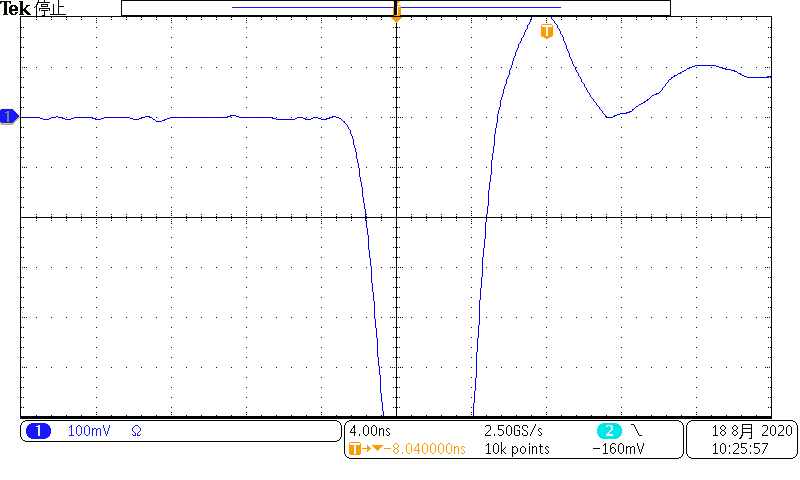 Tek 停止
T
T
1
1 100mV Ω 4.00ns 2.50GS/s 2 -160mV 18 8月 2020
T→▼-8.040000ns 10k points 10:25:57